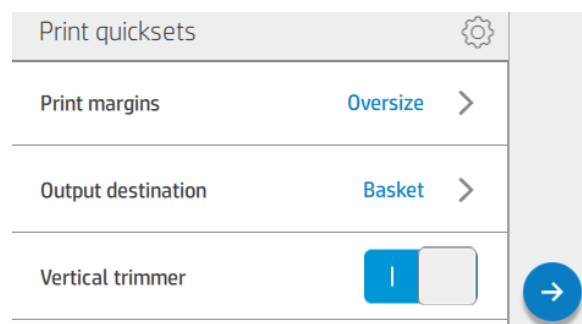 Print quicksets
Print margins Oversize
Output destination Basket
Vertical trimmer